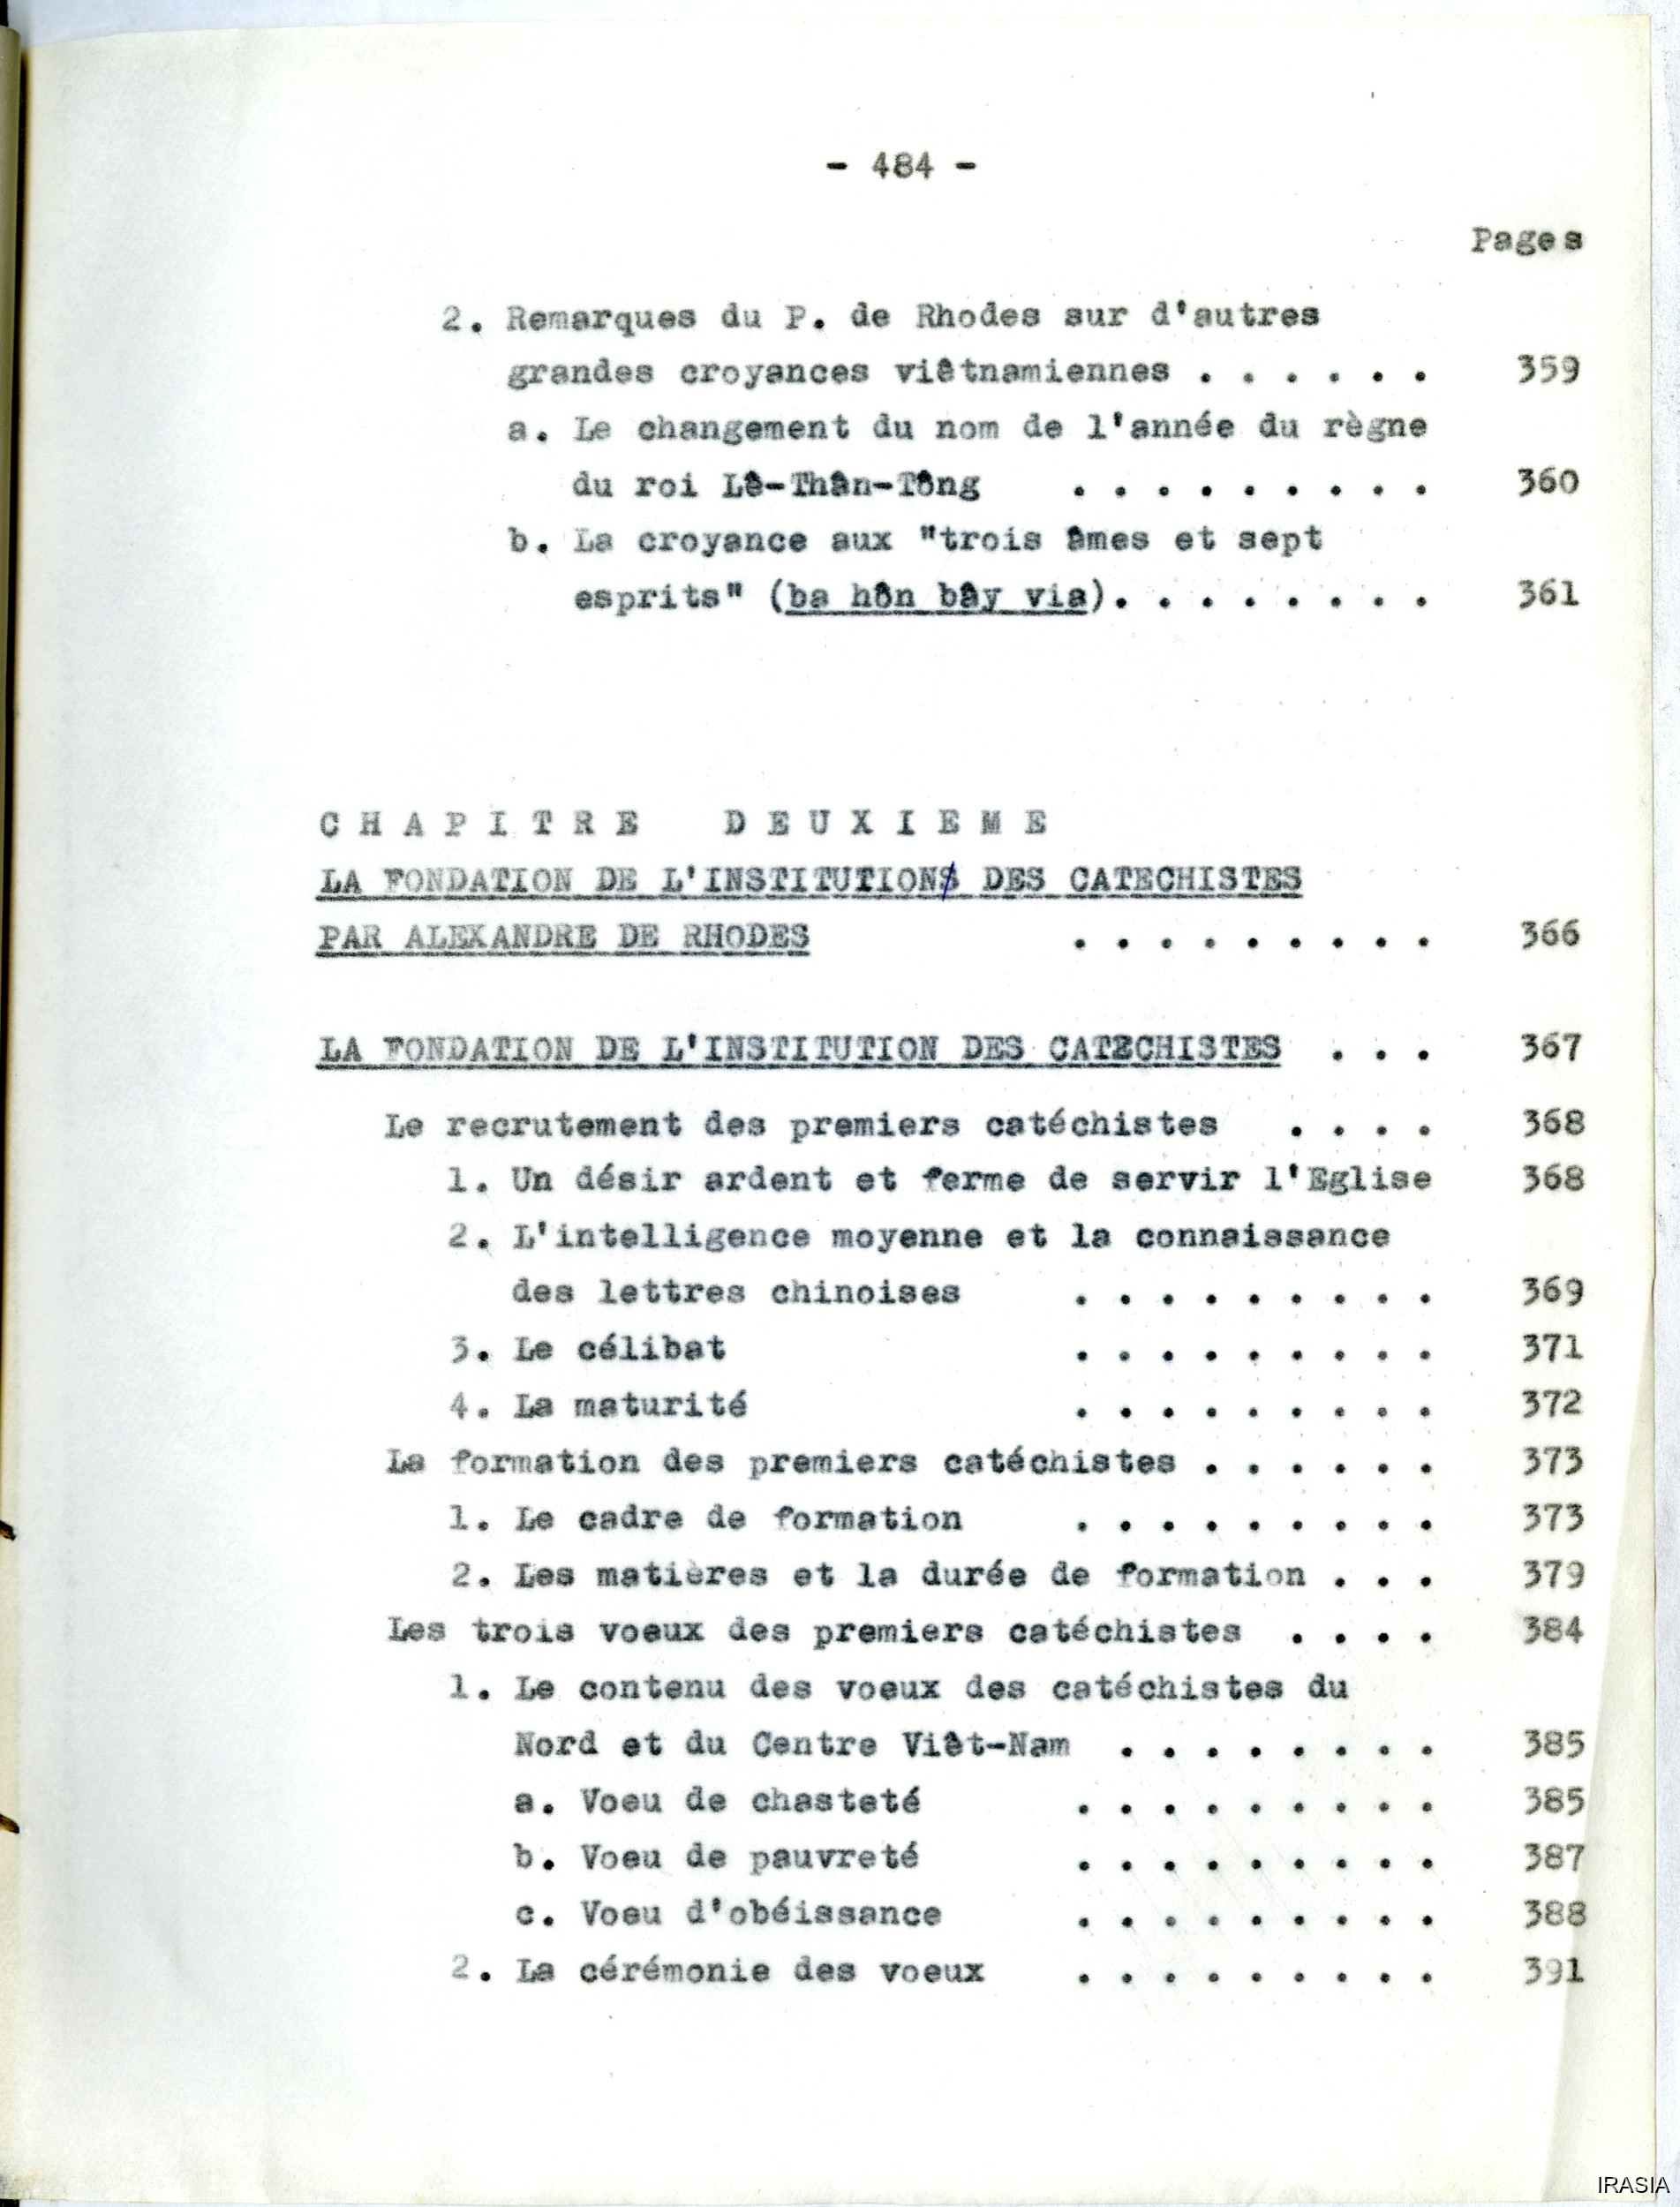 - 484 -
Pages
2. Remarques du P. de Rhodes sur d'autres
grandes croyances viêtnamiennes . . . . . . 359
a. Le changement du nom de l'année du règne
du roi Lê-Thân-Tông . . . . . . . . . 360
b. La croyance aux "trois âmes et sept
esprits" (ba hôn bây via). . . . . . . . 361
CHAPITRE DEUXIEME
LA FONDATION DE L'INSTITUTIONS DES CATECHISTES
PAR ALEXANDRE DE RHODES . . . . . . . . . 366
LA FONDATION DE L'INSTITUTION DES CATECHISTES . . . 367
Le recrutement des premiers catéchistes . . . . 368
1. Un désir ardent et ferme de servir l'Eglise 368
2. L'intelligence moyenne et la connaissance
des lettres chinoises . . . . . . . . . 369
3. Le célibat . . . . . . . . . 371
4. La maturité . . . . . . . . . 372
La formation des premiers catéchistes . . . . . . 373
1. Le cadre de formation . . . . . . . . . 373
2. Les matières et la durée de formation . . . 379
Les trois voeux des premiers catéchistes . . . . 384
1. Le contenu des voeux des catéchistes du
Nord et du Centre Viêt-Nam . . . . . . . . 385
a. Voeu de chasteté . . . . . . . . . 385
b. Voeu de pauvreté . . . . . . . . . 387
c. Voeu d'obéissance . . . . . . . . . 388
2. La cérémonie des voeux . . . . . . . . . 391
IRASIA